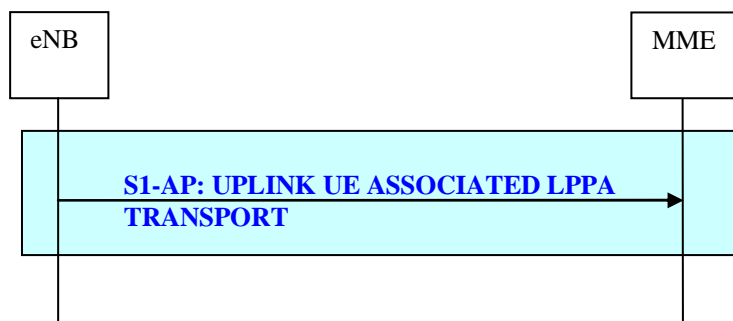 eNB
MME
S1-AP: UPLINK UE ASSOCIATED LPPA
TRANSPORT